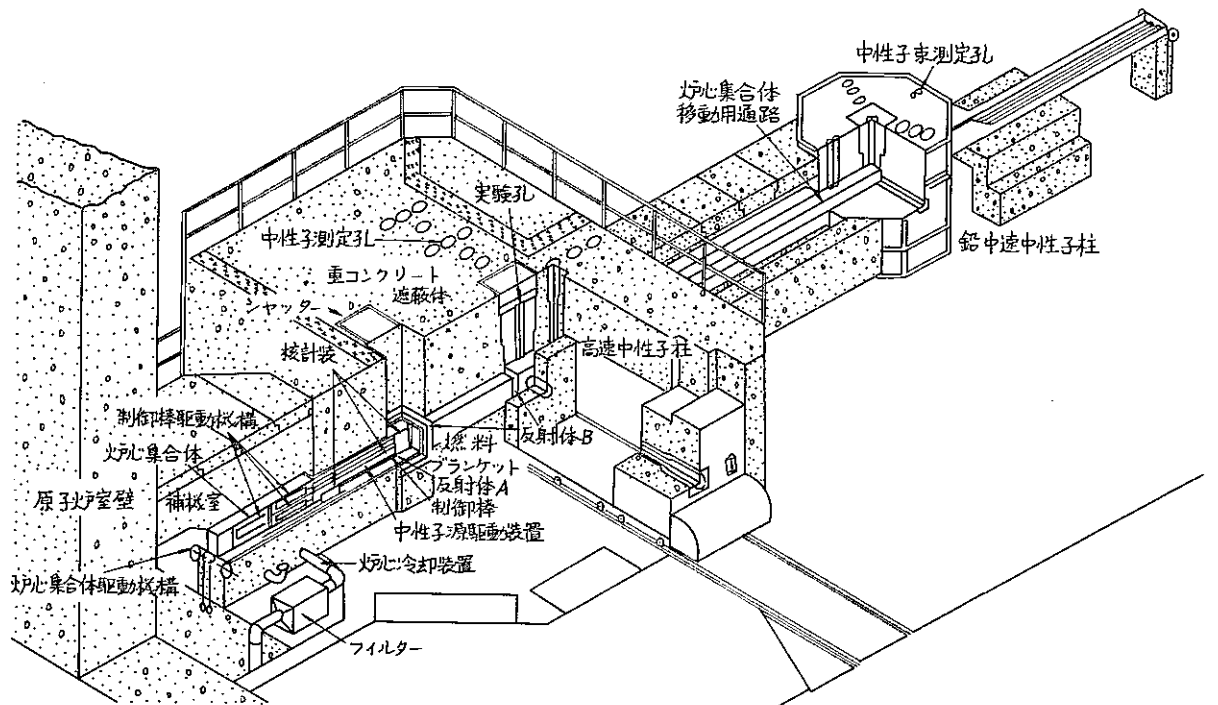 中性子束測定孔
炉心集合体
移動用通路
実験孔
鉛中速中性子柱
中性子測定孔
重コンクリート
遮蔽体
シャッター
核計装
高速中性子柱
制御棒駆動機構
炉心集合体
原子炉室壁
補機室
燃料
反射体B
ブランケット
反射体A
制御棒
中性子源駆動装置
炉心集合体駆動機構
炉心冷却装置
フィルター